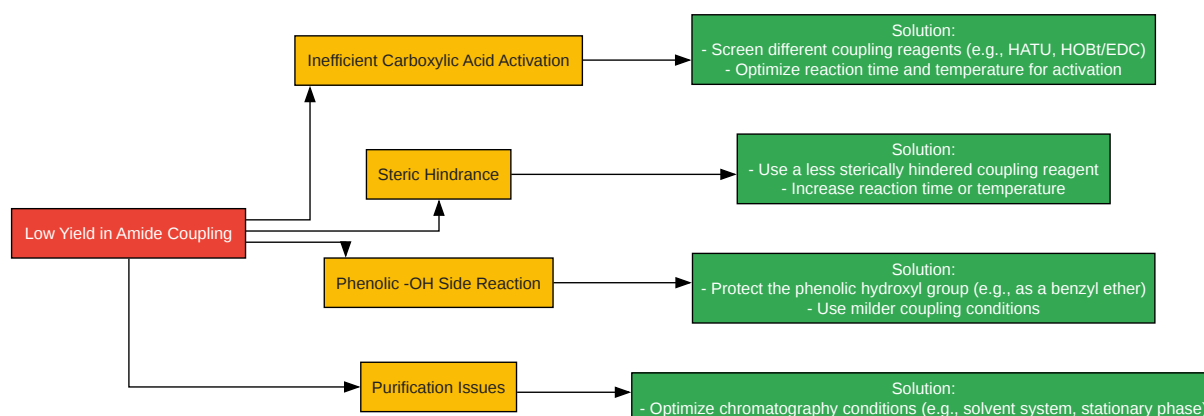 Low Yield in Amide Coupling
Inefficient Carboxylic Acid Activation
Solution:
- Screen different coupling reagents (e.g., HATU, HOBt/EDC)
- Optimize reaction time and temperature for activation
Steric Hindrance
Solution:
- Use a less sterically hindered coupling reagent
- Increase reaction time or temperature
Phenolic -OH Side Reaction
Solution:
- Protect the phenolic hydroxyl group (e.g., as a benzyl ether)
- Use milder coupling conditions
Purification Issues
Solution:
- Optimize chromatography conditions (e.g., solvent system, stationary phase)